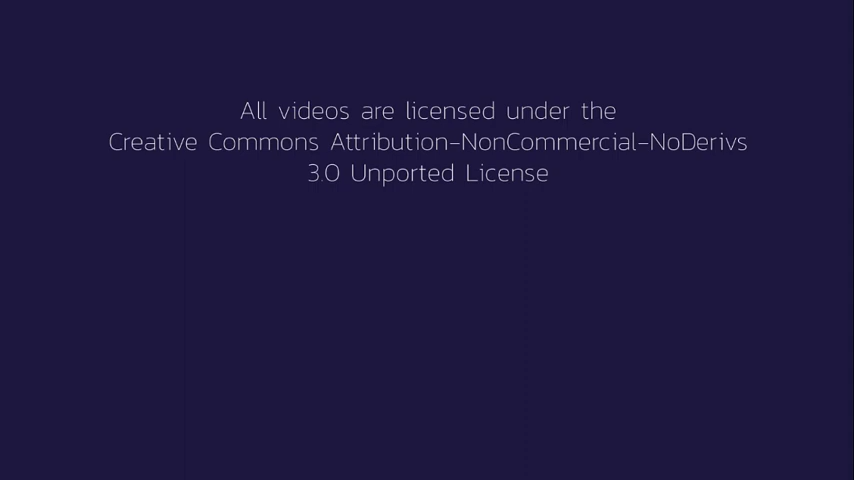 All videos are licensed under the
Creative Commons Attribution-NonCommercial-NoDerivs
3.0 Unported License